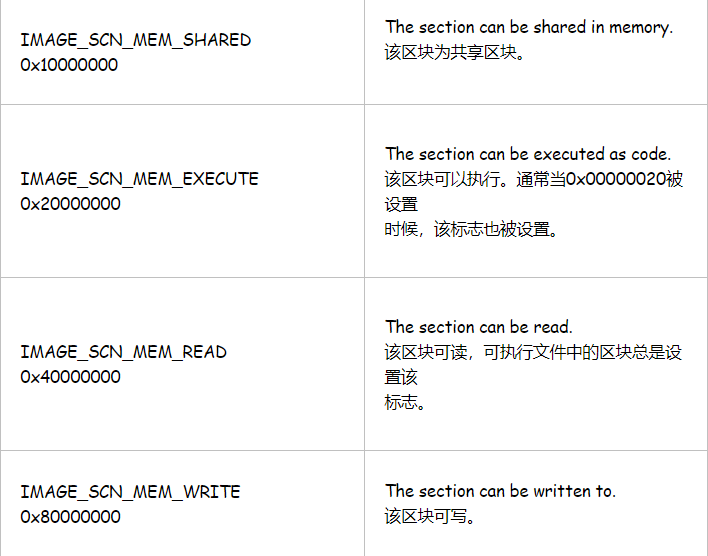 IMAGE_SCN_MEM_SHARED
0x10000000
The section can be shared in memory.
该区块为共享区块。
IMAGE_SCN_MEM_EXECUTE
0x20000000
The section can be executed as code.
该区块可以执行。通常当0x00000020被
设置
时候，该标志也被设置。
IMAGE_SCN_MEM_READ
0x40000000
The section can be read.
该区块可读，可执行文件中的区块总是设
置该
标志。
IMAGE_SCN_MEM_WRITE
0x80000000
The section can be written to.
该区块可写。